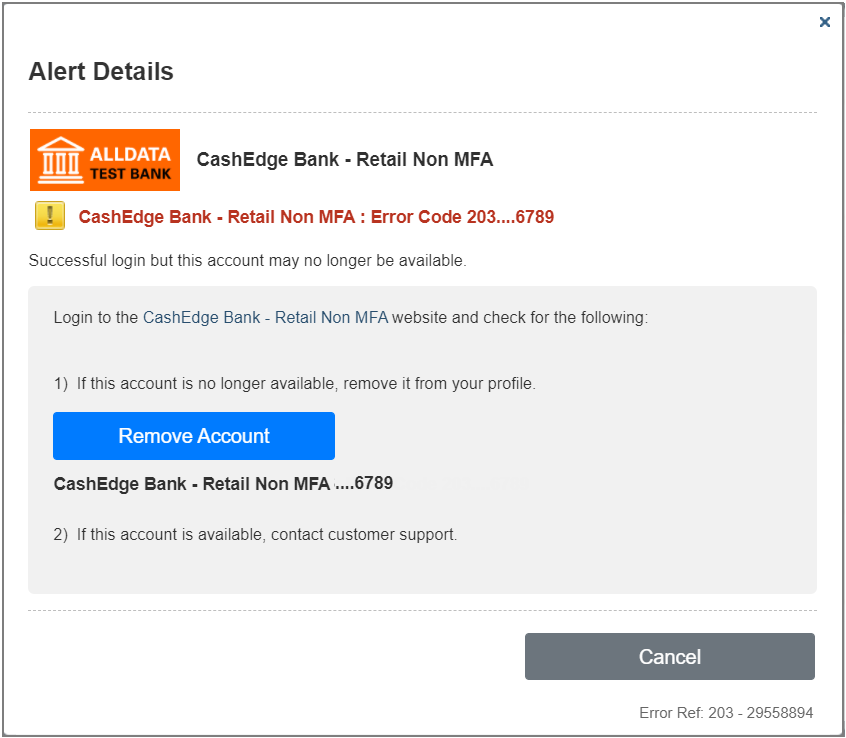 ×
Alert Details
ALLDATA
TEST BANK
CashEdge Bank - Retail Non MFA
CashEdge Bank - Retail Non MFA : Error Code 203....6789
Successful login but this account may no longer be available.
Login to the CashEdge Bank - Retail Non MFA website and check for the following:
1) If this account is no longer available, remove it from your profile.
Remove Account
CashEdge Bank - Retail Non MFA ....6789
2) If this account is available, contact customer support.
Cancel
Error Ref: 203 - 29558894